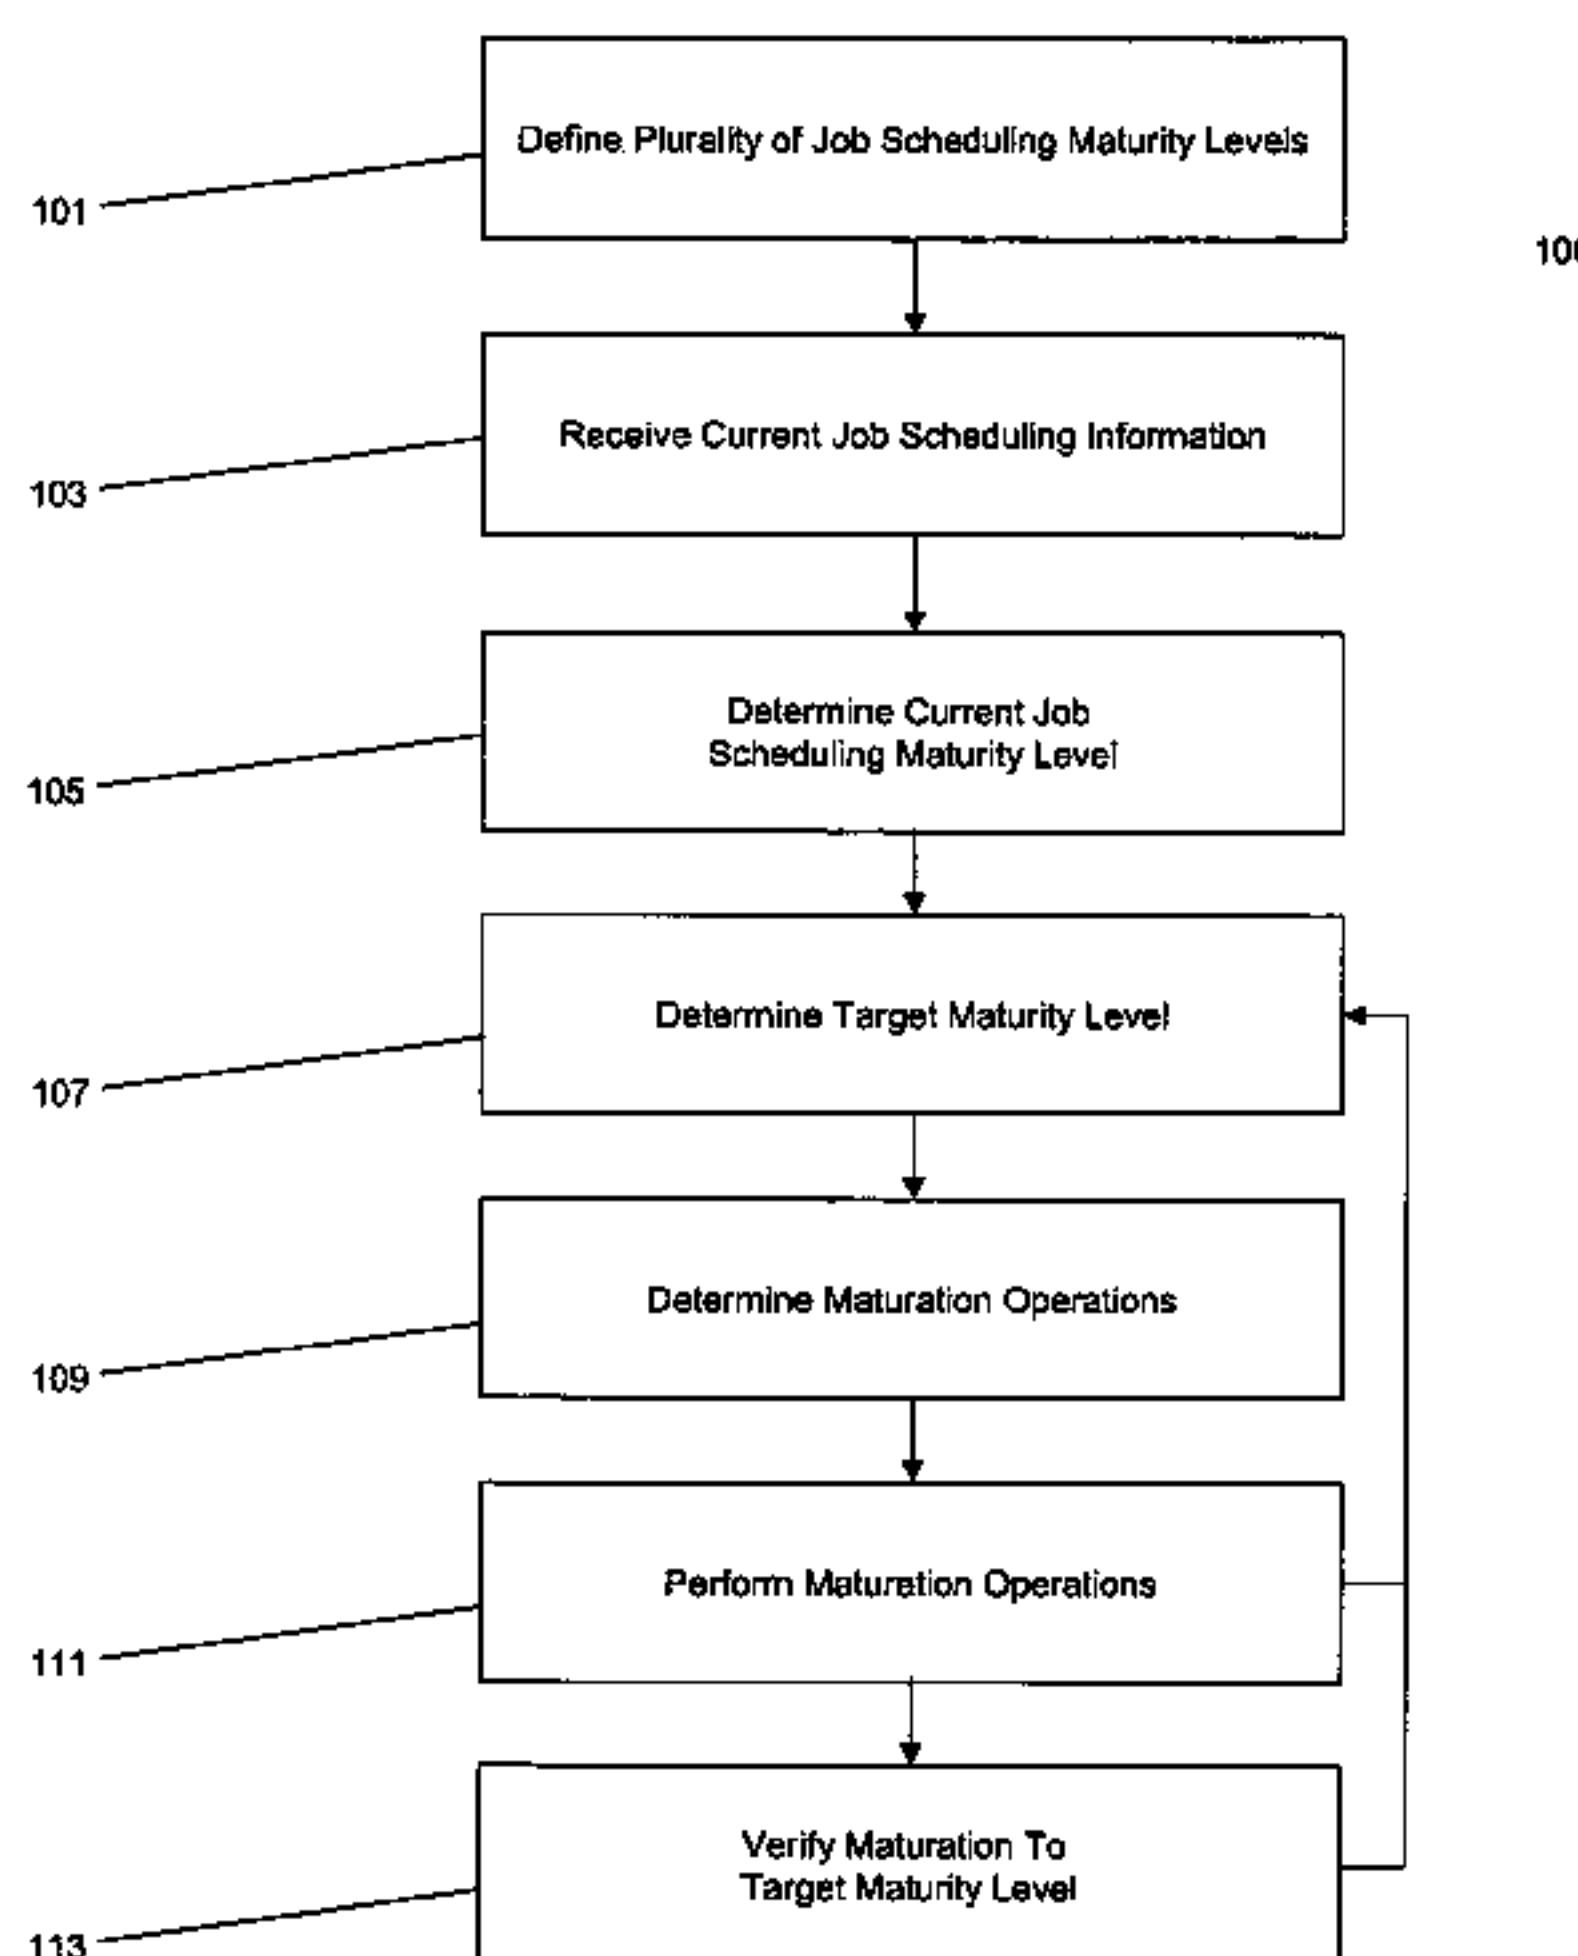 Define Plurality of Job Scheduling Maturity Levels
101
Receive Current Job Scheduling Information
103
Determine Current Job
Scheduling Maturity Level
105
Determine Target Maturity Level
107
Determine Maturation Operations
109
Perform Maturation Operations
111
Verify Maturation To
Target Maturity Level
113